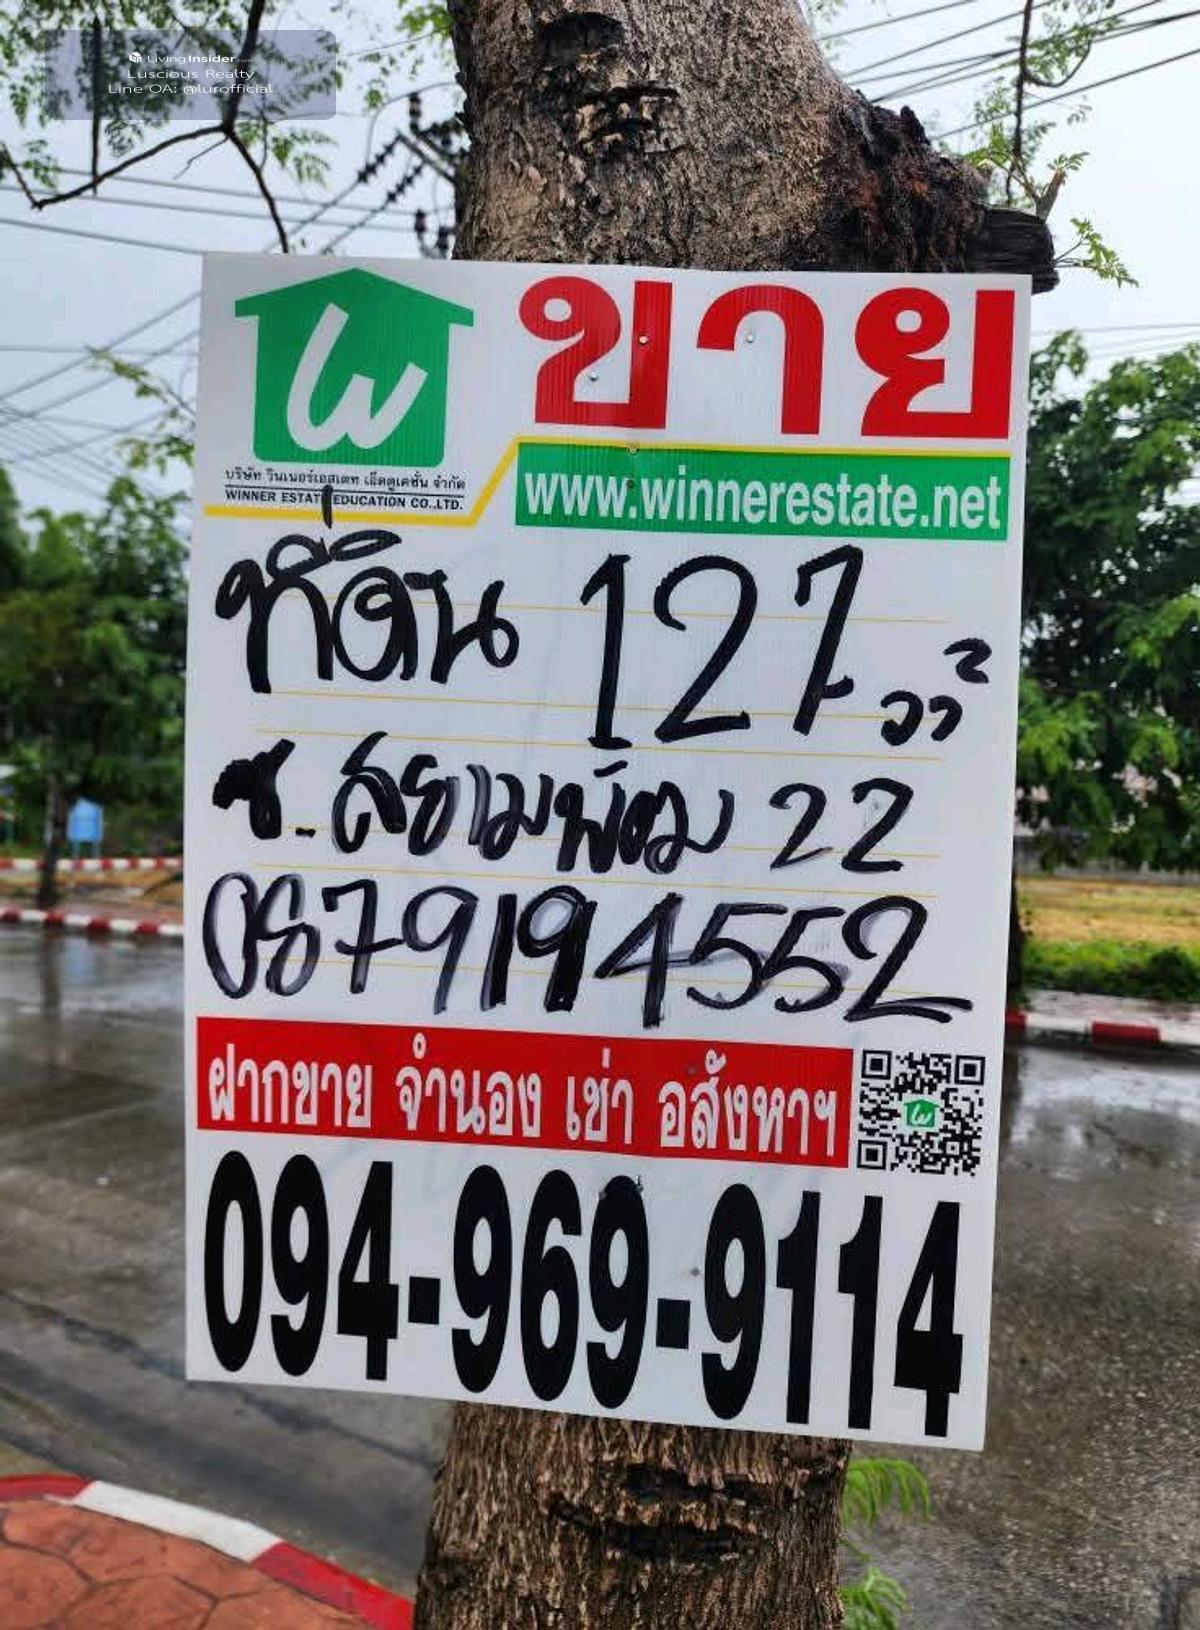 LivingInsider.com
Luscious Realty
Line OA: @lurofficial
ขาย
W
บริษัท วินเนอร์เอสเตท เอ็ดดูเคชั่น จำกัด
WINNER ESTATE EDUCATION CO.,LTD.
www.winnerestate.net
ที่ดิน 127 วา²
ซ. สยามพัฒ 22
0879194552
ฝากขาย จำนอง เช่า อสังหาฯ
094-969-9114